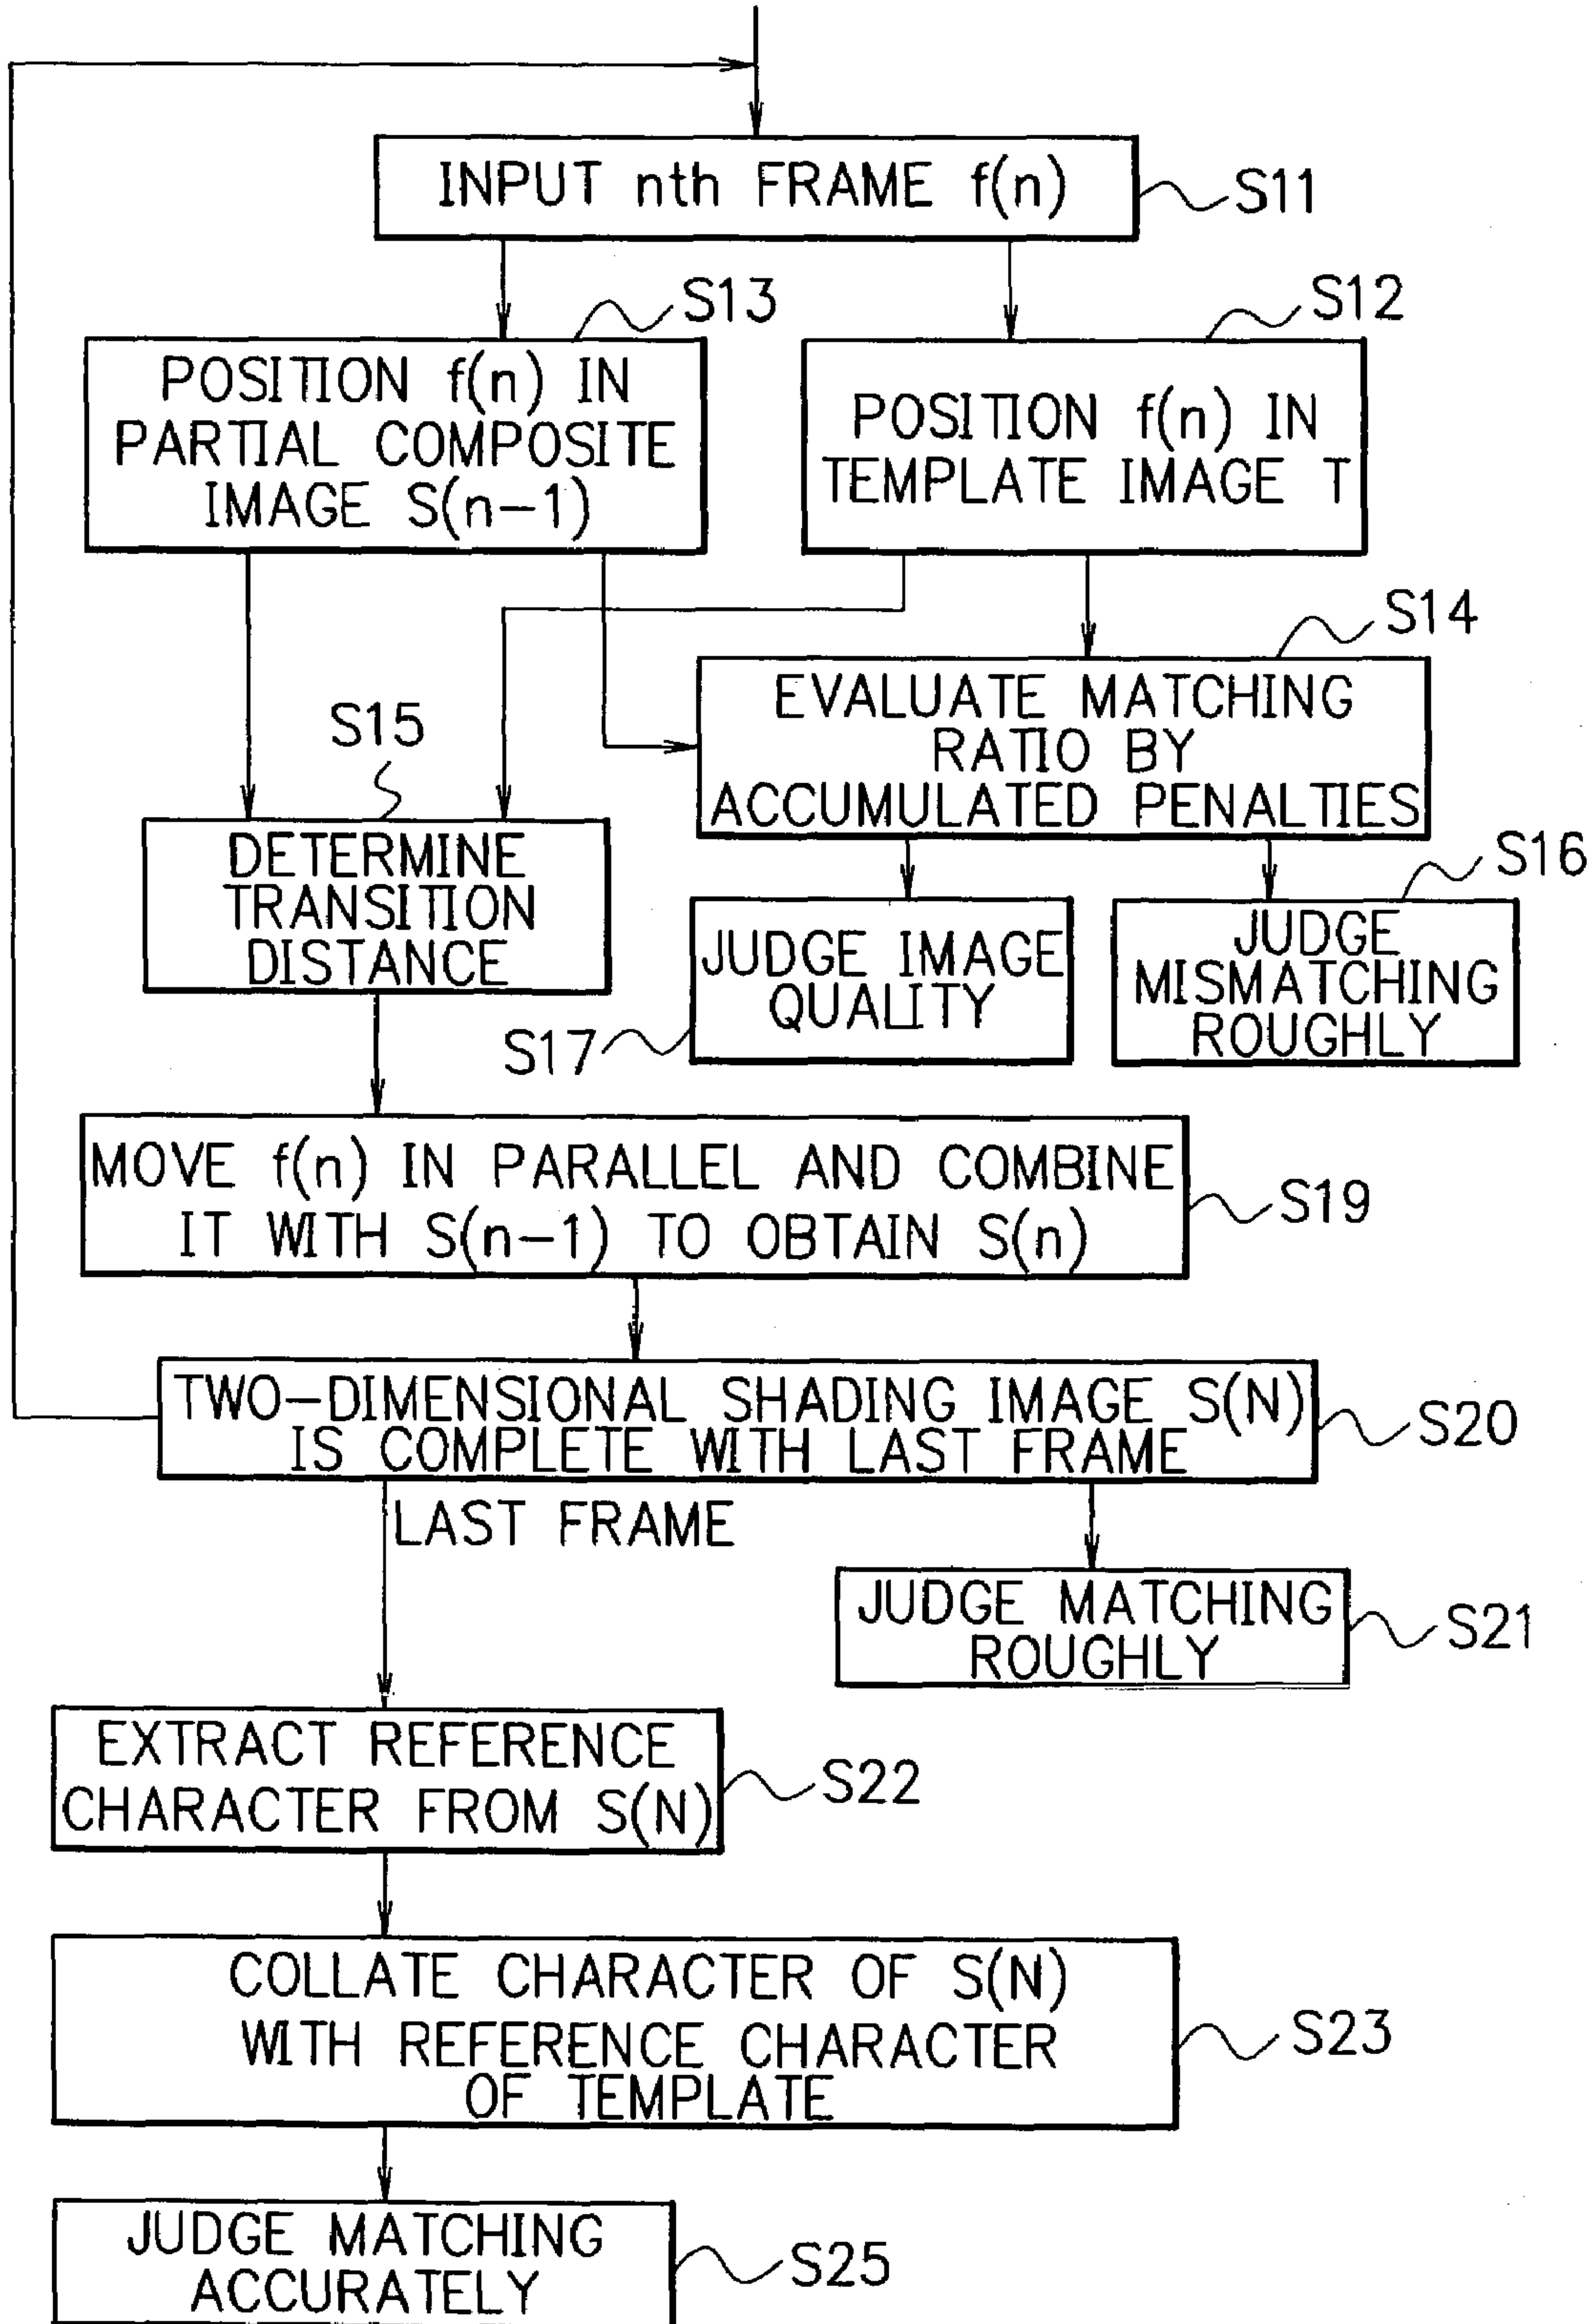 INPUT nth FRAME f(n)
S11
S13
S12
POSITION f(n) IN
PARTIAL COMPOSITE
IMAGE S(n-1)
POSITION f(n) IN
TEMPLATE IMAGE T
S14
EVALUATE MATCHING
RATIO BY
ACCUMULATED PENALTIES
S15
DETERMINE
TRANSITION
DISTANCE
S16
JUDGE IMAGE
QUALITY
S17
JUDGE
MISMATCHING
ROUGHLY
MOVE f(n) IN PARALLEL AND COMBINE
IT WITH S(n-1) TO OBTAIN S(n)
S19
TWO-DIMENSIONAL SHADING IMAGE S(N)
IS COMPLETE WITH LAST FRAME
S20
LAST FRAME
JUDGE MATCHING
ROUGHLY
S21
EXTRACT REFERENCE
CHARACTER FROM S(N)
S22
COLLATE CHARACTER OF S(N)
WITH REFERENCE CHARACTER
OF TEMPLATE
S23
JUDGE MATCHING
ACCURATELY
S25